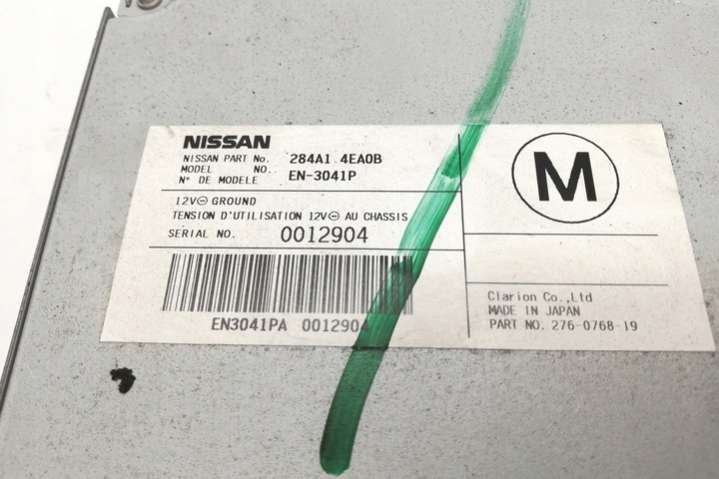 NISSAN
NISSAN PART No. 284A1 4EA0B
MODEL NO. EN-3041P
N° DE MODELE
12V⊖ GROUND
TENSION D'UTILISATION 12V⊖ AU CHASSIS
SERIAL NO. 0012904
EN3041PA 0012904
M
Clarion Co.,Ltd
MADE IN JAPAN
PART NO. 276-0768-19